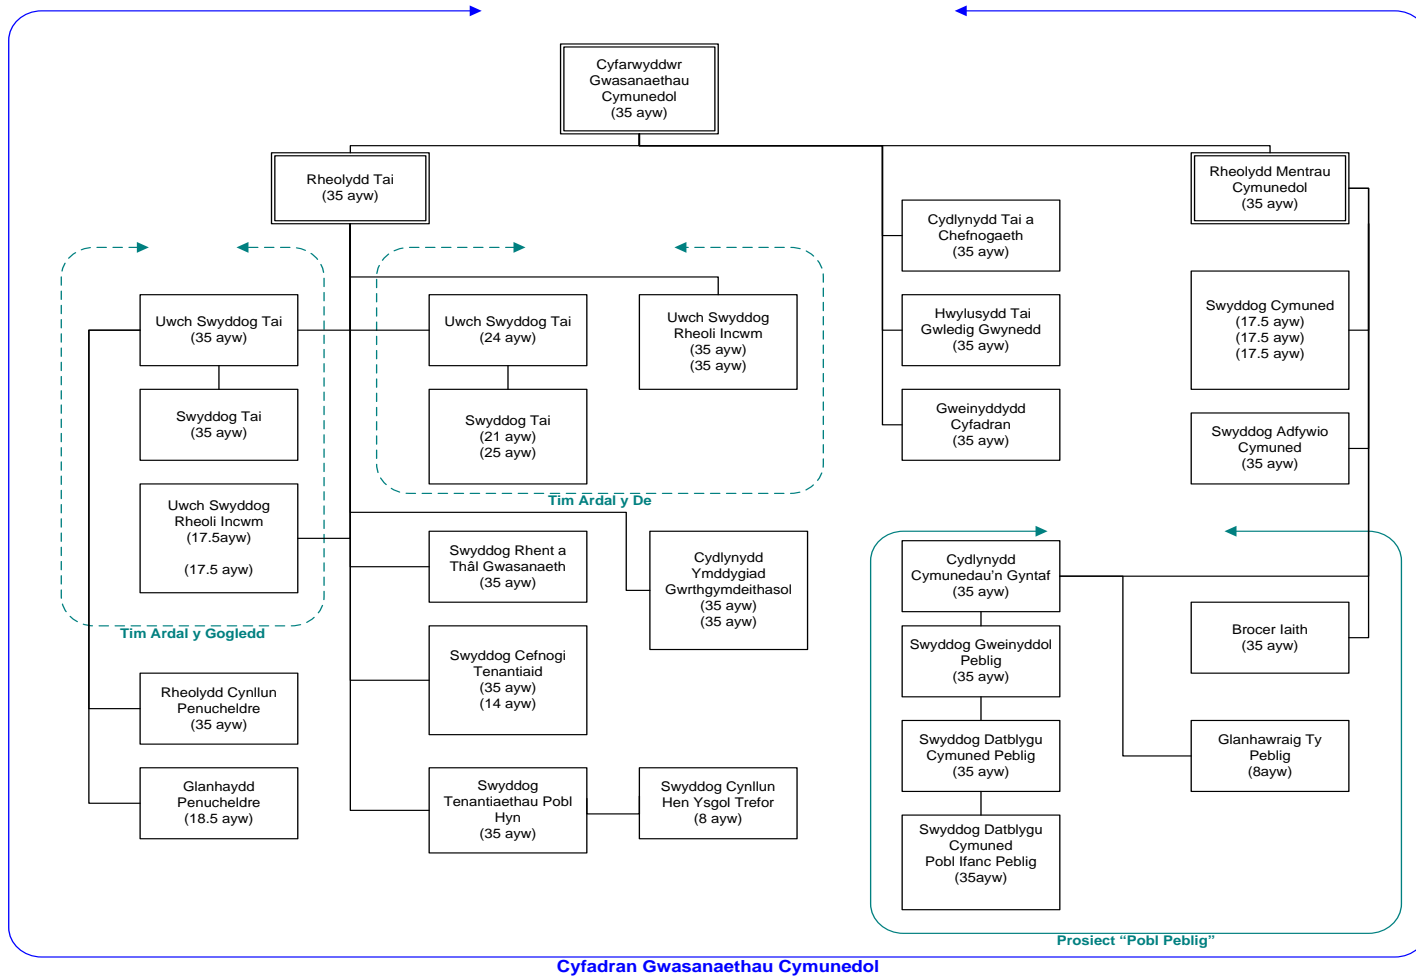 Cyfarwyddwr
Gwasanaethau
Cymunedol
(35 ayw)
Rheolydd Tai
(35 ayw)
Rheolydd Mentrau
Cymunedol
(35 ayw)
Cydlynydd Tai a
Chefnogaeth
(35 ayw)
Hwylusydd Tai
Gwledig Gwynedd
(35 ayw)
Gweinyddydd
Cyfadran
(35 ayw)
Swyddog Cymuned
(17.5 ayw)
(17.5 ayw)
(17.5 ayw)
Swyddog Adfywio
Cymuned
(35 ayw)
Uwch Swyddog Tai
(35 ayw)
Swyddog Tai
(35 ayw)
Uwch Swyddog
Rheoli Incwm
(17.5ayw)
(17.5 ayw)
Tim Ardal y Gogledd
Uwch Swyddog Tai
(24 ayw)
Swyddog Tai
(21 ayw)
(25 ayw)
Uwch Swyddog
Rheoli Incwm
(35 ayw)
(35 ayw)
Tim Ardal y De
Rheolydd Cynllun
Penucheldre
(35 ayw)
Glanhaydd
Penucheldre
(18.5 ayw)
Swyddog Rhent a
Thâl Gwasanaeth
(35 ayw)
Cydlynydd
Ymddygiad
Gwrthgymdeithasol
(35 ayw)
(35 ayw)
Swyddog Cefnogi
Tenantiaid
(35 ayw)
(14 ayw)
Swyddog
Tenantiaethau Pobl
Hyn
(35 ayw)
Swyddog Cynllun
Hen Ysgol Trefor
(8 ayw)
Cydlynydd
Cymunedau'n Gyntaf
(35 ayw)
Swyddog Gweinyddol
Peblig
(35 ayw)
Swyddog Datblygu
Cymuned Peblig
(35 ayw)
Swyddog Datblygu
Cymuned
Pobl Ifanc Peblig
(35ayw)
Brocer Iaith
(35 ayw)
Glanhawraig Ty
Peblig
(8ayw)
Prosiect “Pobl Peblig”
Cyfadran Gwasanaethau Cymunedol